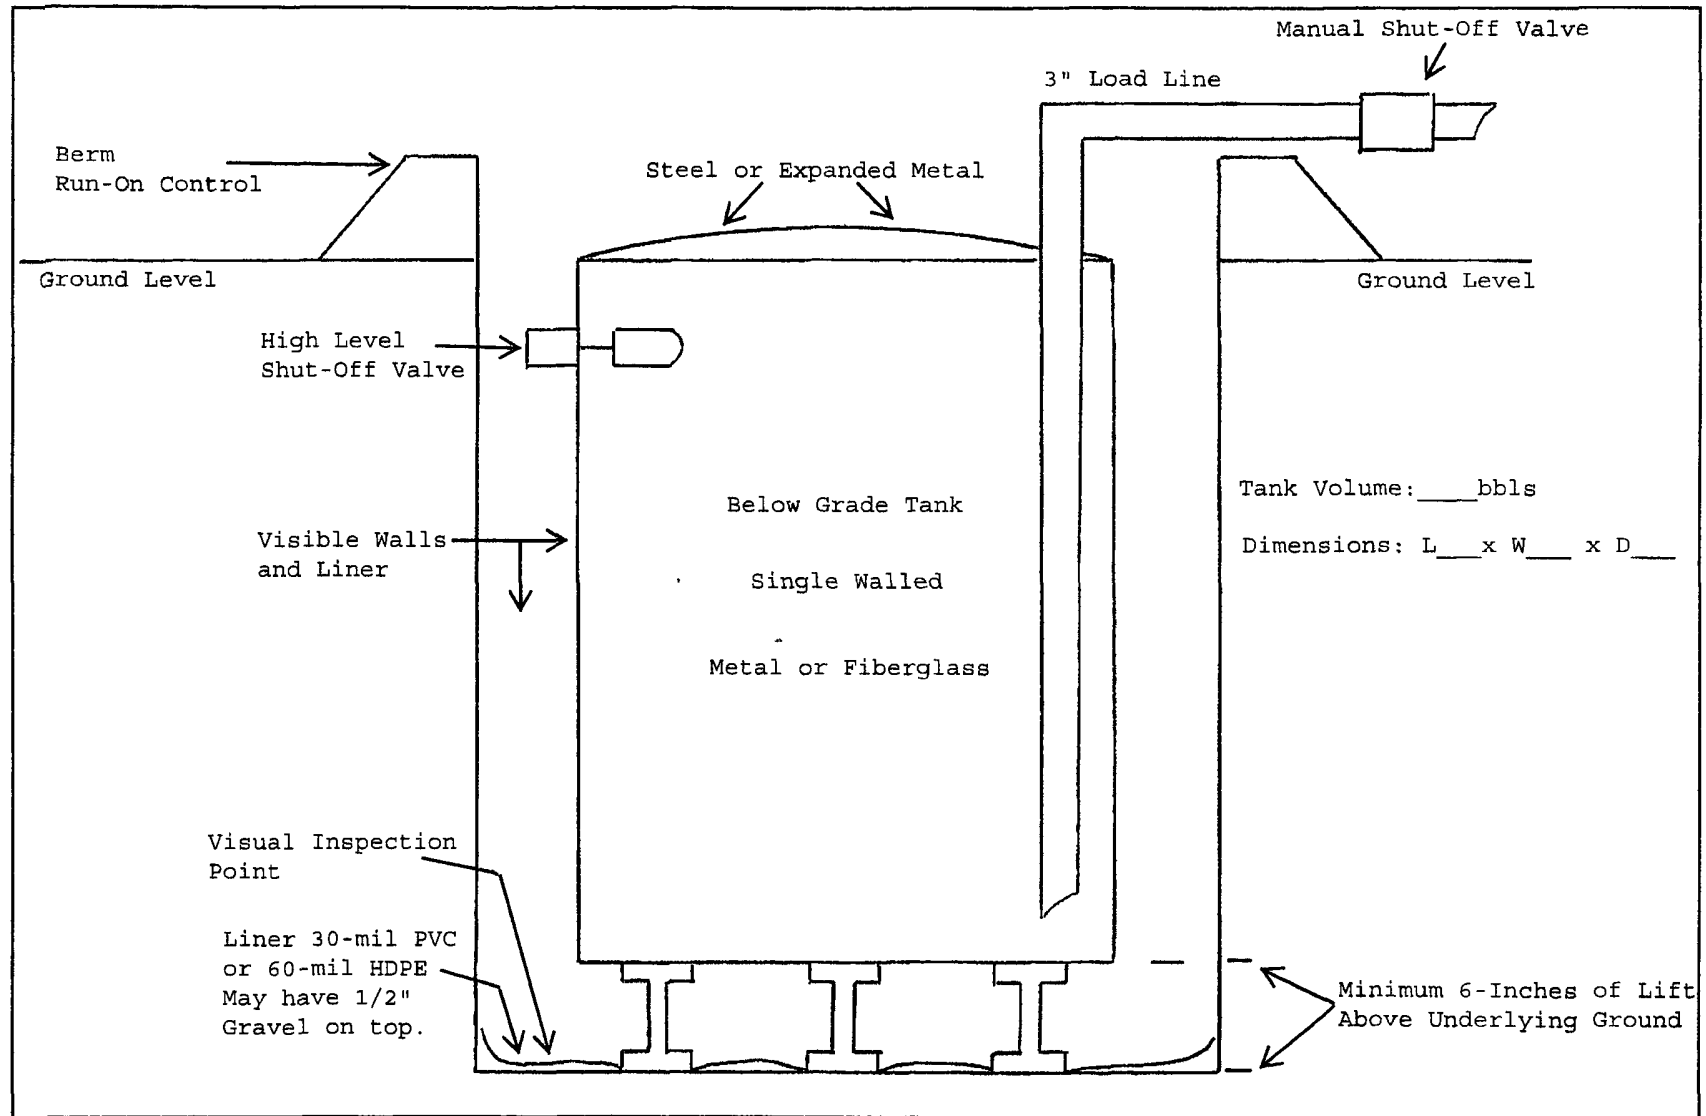 Manual Shut-Off Valve
3" Load Line
Berm
Run-On Control
Steel or Expanded Metal
Ground Level
Ground Level
High Level
Shut-Off Valve
Below Grade Tank
Tank Volume:____bbls
Visible Walls
and Liner
Dimensions: L___x W___ x D___
Single Walled
Metal or Fiberglass
Visual Inspection
Point
Liner 30-mil PVC
or 60-mil HDPE
May have 1/2"
Gravel on top.
Minimum 6-Inches of Lift
Above Underlying Ground